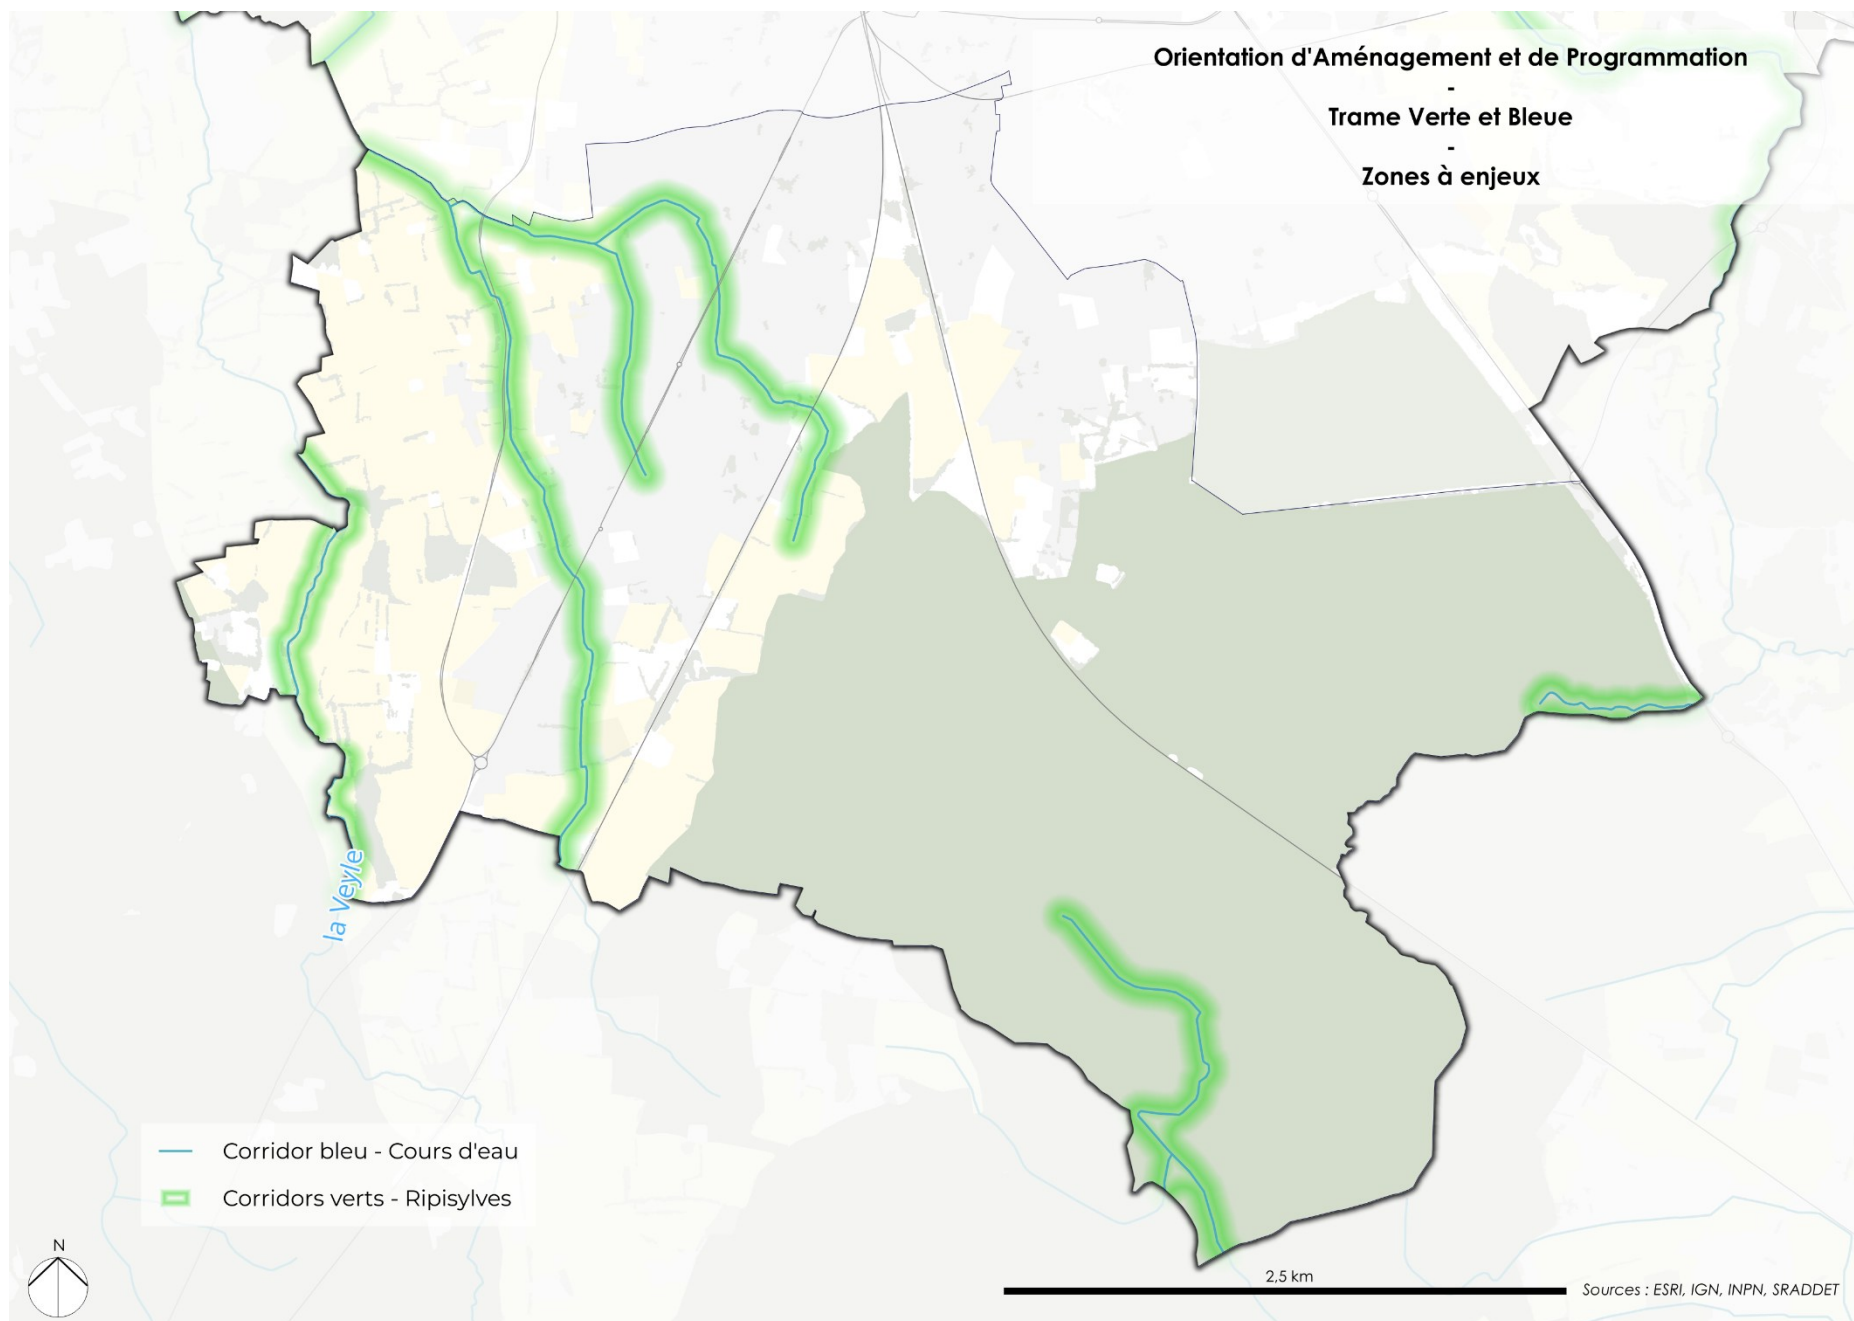 Orientation d'Aménagement et de Programmation
-
Trame Verte et Bleue
-
Zones à enjeux
la Veyle
Corridor bleu - Cours d'eau
Corridors verts - Ripisylves
N
2,5 km
Sources : ESRI, IGN, INPN, SRADDET